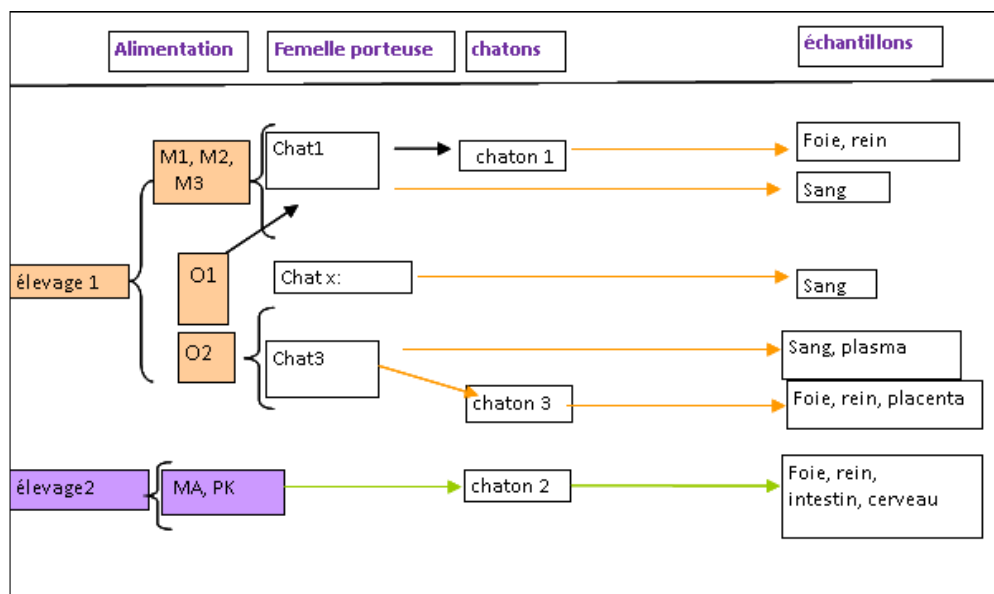 Alimentation
Femelle porteuse
chatons
échantillons
M1, M2,
M3
Chat1
chaton 1
Foie, rein
Sang
élevage 1
O1
Chat x:
Sang
O2
Chat3
Sang, plasma
chaton 3
Foie, rein, placenta
élevage2
MA, PK
chaton 2
Foie, rein,
intestin, cerveau